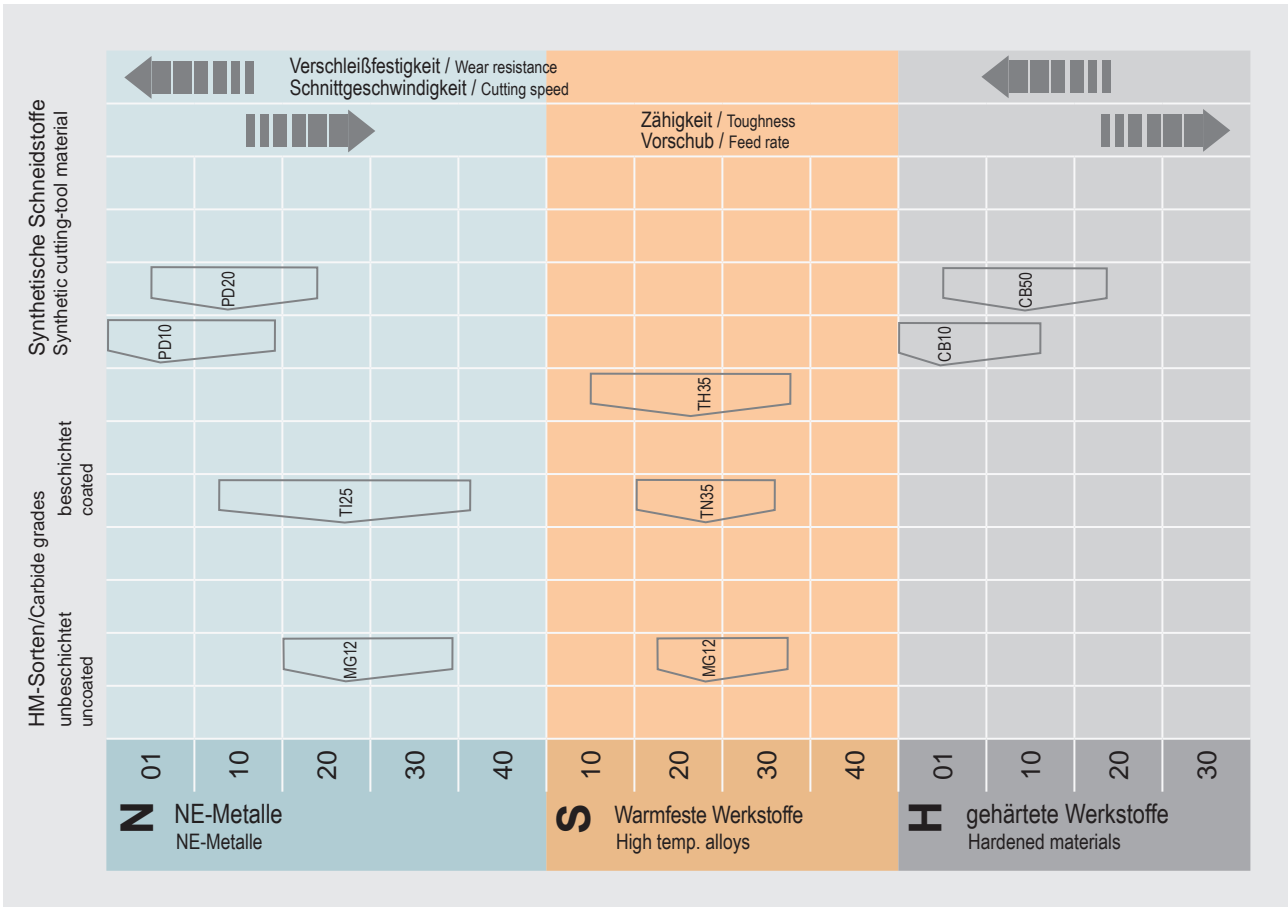 Verschleißfestigkeit / Wear resistance
Schnittgeschwindigkeit / Cutting speed
Zähigkeit / Toughness
Vorschub / Feed rate
Synthetische Schneidstoffe
Synthetic cutting-tool material
PD20
CB50
PD10
CB10
TH35
beschichtet
coated
TI25
TN35
HM-Sorten/Carbide grades
unbeschichtet
uncoated
MG12
MG12
01 10 20 30 40 10 20 30 40 01 10 20 30
N NE-Metalle
NE-Metalle
S Warmfeste Werkstoffe
High temp. alloys
H gehärtete Werkstoffe
Hardened materials